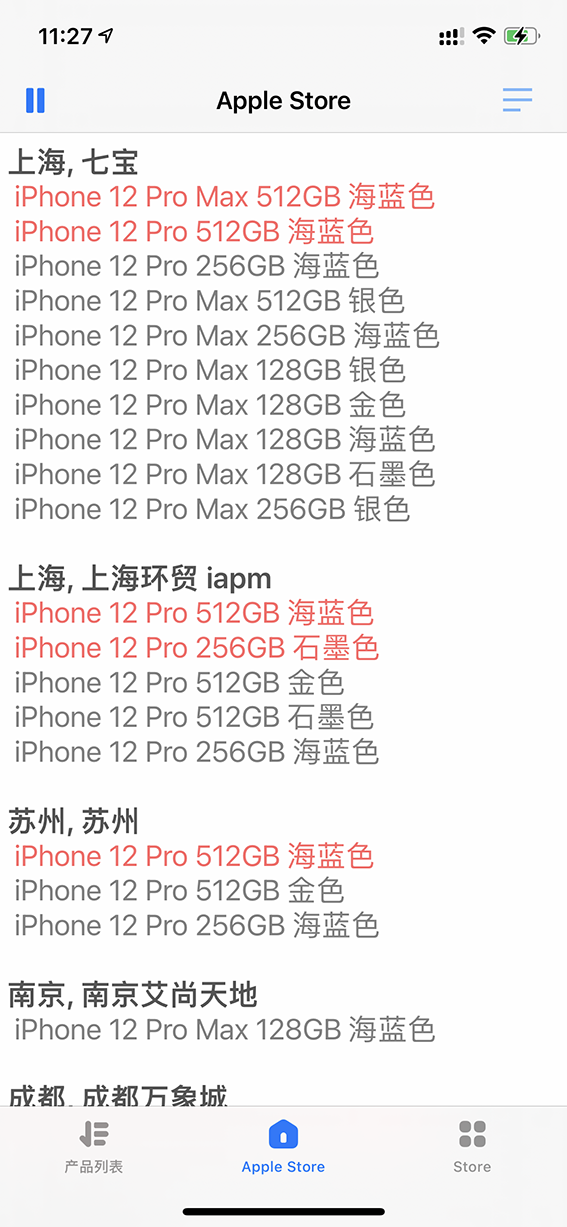 11:27
Apple Store
上海, 七宝
iPhone 12 Pro Max 512GB 海蓝色
iPhone 12 Pro 512GB 海蓝色
iPhone 12 Pro 256GB 海蓝色
iPhone 12 Pro Max 512GB 银色
iPhone 12 Pro Max 256GB 海蓝色
iPhone 12 Pro Max 128GB 银色
iPhone 12 Pro Max 128GB 金色
iPhone 12 Pro Max 128GB 海蓝色
iPhone 12 Pro Max 128GB 石墨色
iPhone 12 Pro Max 256GB 银色
上海, 上海环贸 iapm
iPhone 12 Pro 512GB 海蓝色
iPhone 12 Pro 256GB 石墨色
iPhone 12 Pro 512GB 金色
iPhone 12 Pro 512GB 石墨色
iPhone 12 Pro 256GB 海蓝色
苏州, 苏州
iPhone 12 Pro 512GB 海蓝色
iPhone 12 Pro 512GB 金色
iPhone 12 Pro 256GB 海蓝色
南京, 南京艾尚天地
iPhone 12 Pro Max 128GB 海蓝色
成都, 成都万象城
产品列表
Apple Store
Store